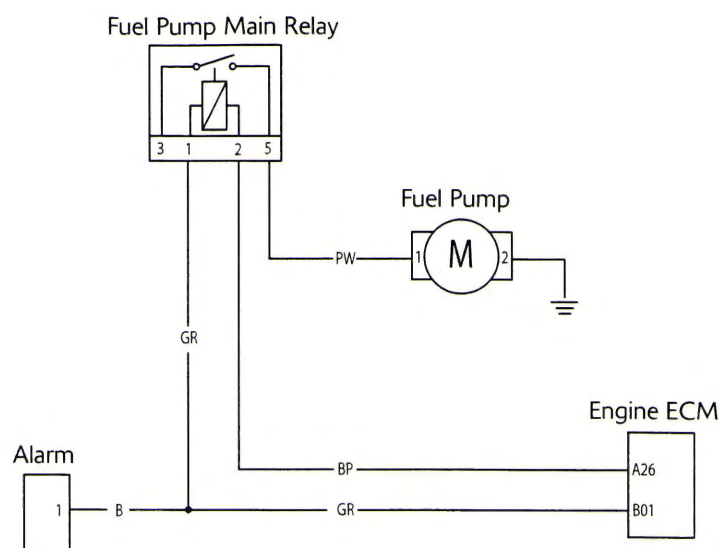 Fuel Pump Main Relay
3 1 2 5
Fuel Pump
1 M 2
PW
GR
Engine ECM
Alarm
BP A26
1 B GR B01